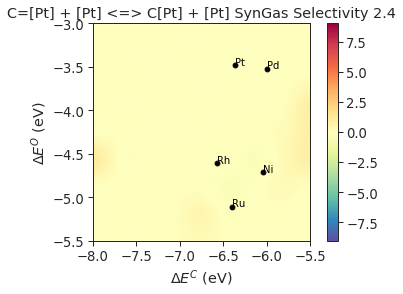 C=[Pt] + [Pt] <=> C[Pt] + [Pt] SynGas Selectivity 2.4
−3.0
−3.5
−4.0
−4.5
−5.0
−5.5
ΔE^O (eV)
Pt
Pd
Rh
Ni
Ru
−8.0 −7.5 −7.0 −6.5 −6.0 −5.5
ΔE^C (eV)
7.5
5.0
2.5
0.0
−2.5
−5.0
−7.5